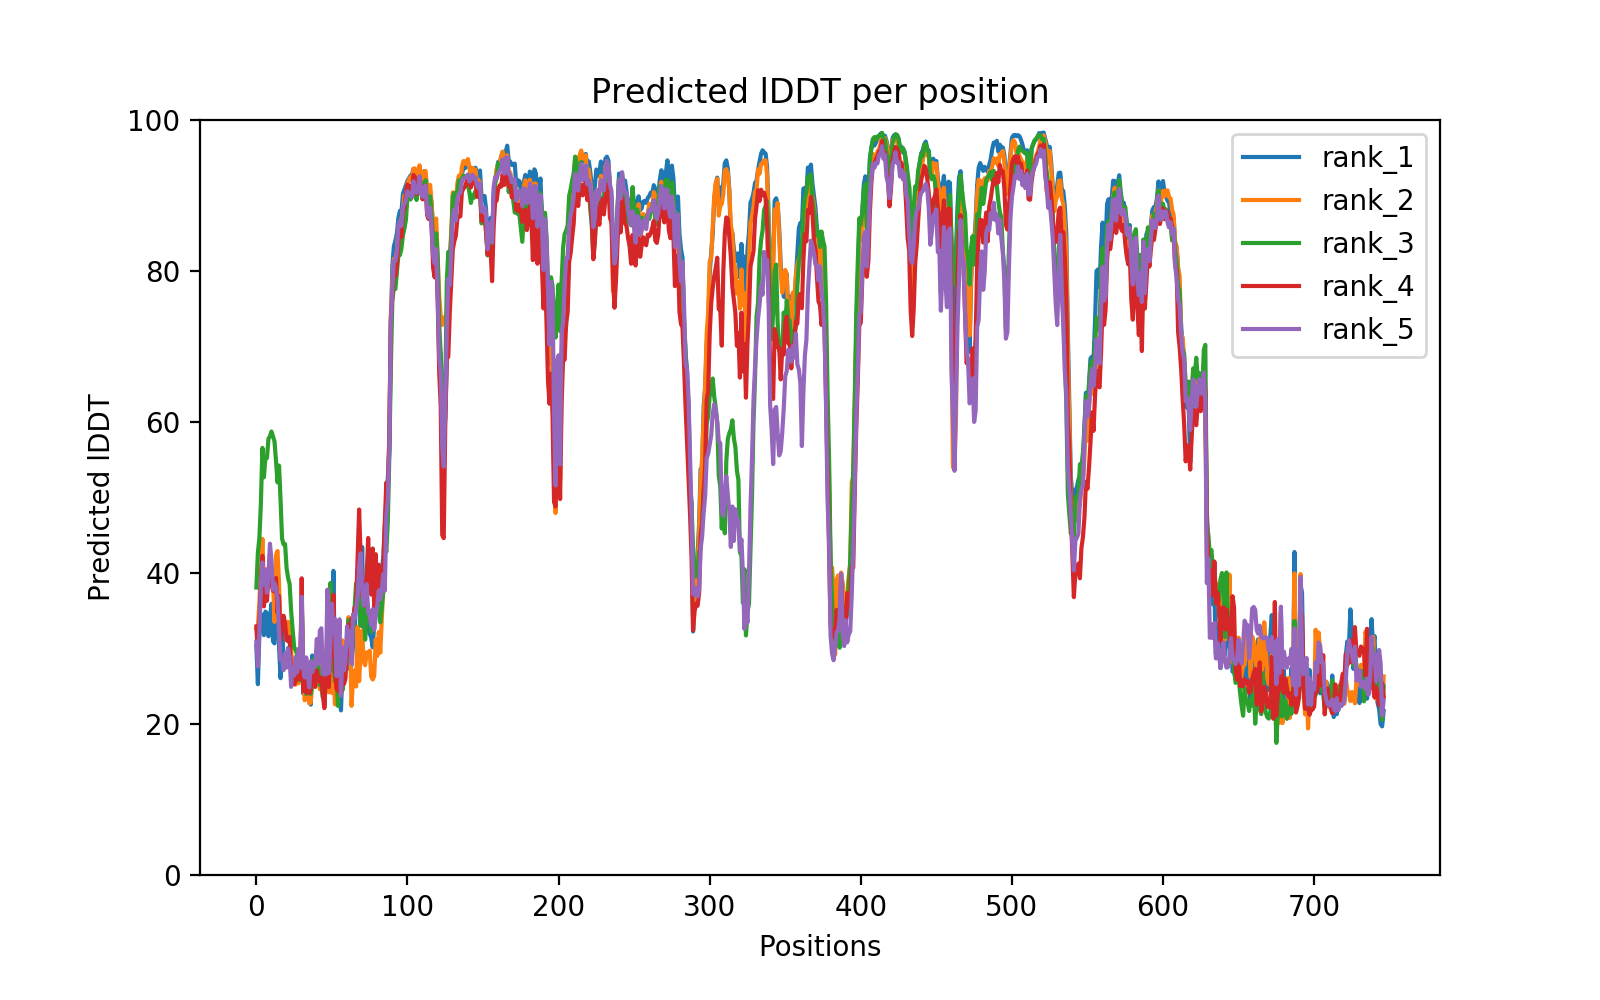 Predicted lDDT per position
100
80
60
40
20
0
Predicted lDDT
0 100 200 300 400 500 600 700
Positions
rank_1
rank_2
rank_3
rank_4
rank_5